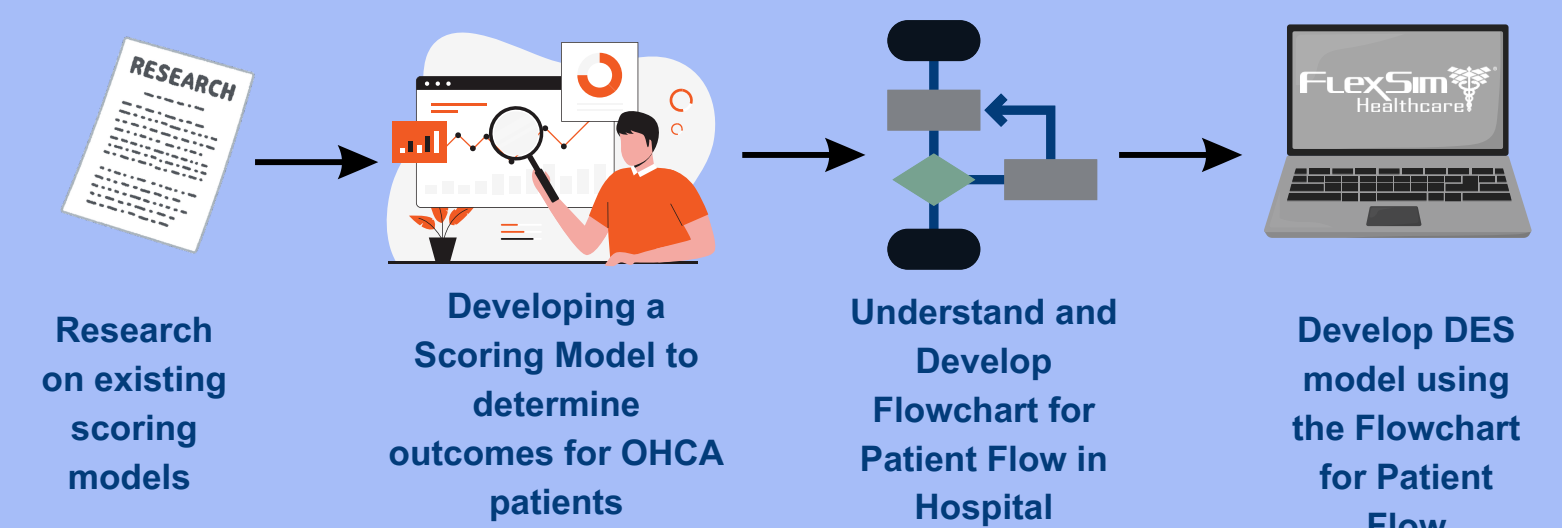 RESEARCH
FlexSim
Healthcare
Research
on existing
scoring
models
Developing a
Scoring Model to
determine
outcomes for OHCA
patients
Understand and
Develop
Flowchart for
Patient Flow in
Hospital
Develop DES
model using
the Flowchart
for Patient
Flow